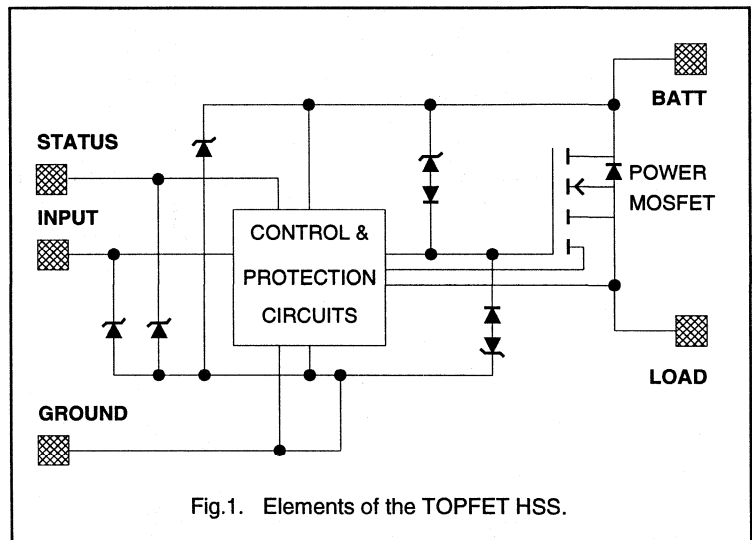 BATT
STATUS
POWER
MOSFET
INPUT
CONTROL &
PROTECTION
CIRCUITS
LOAD
GROUND
Fig.1. Elements of the TOPFET HSS.